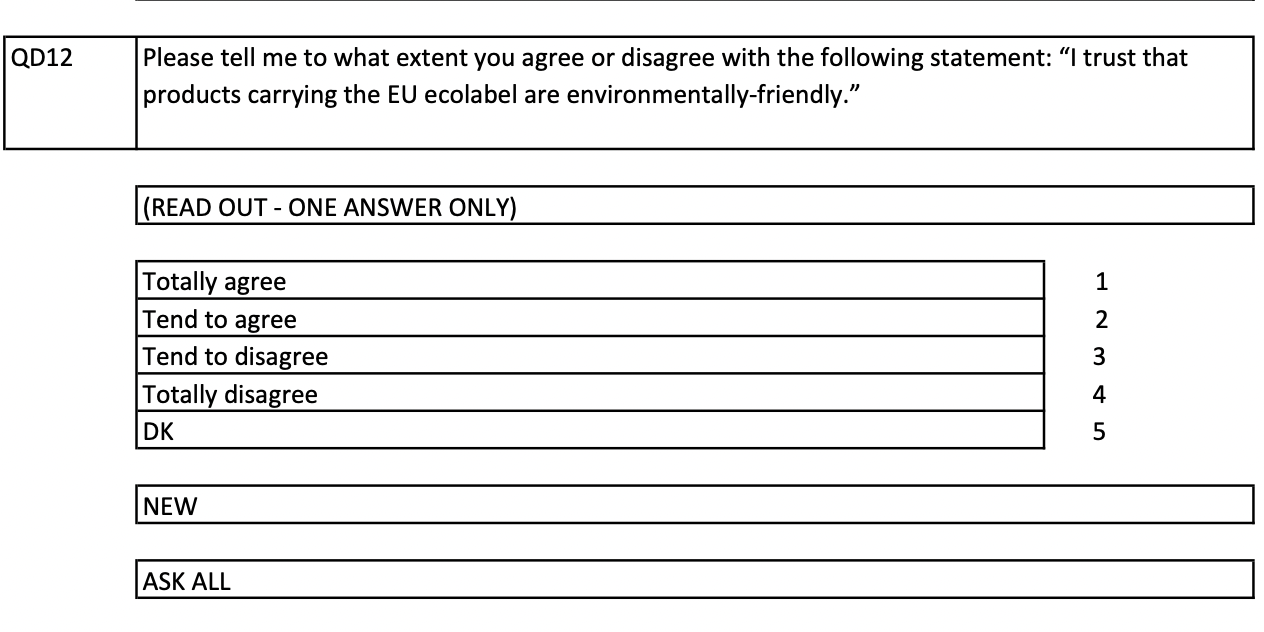 QD12
Please tell me to what extent you agree or disagree with the following statement: “I trust that
products carrying the EU ecolabel are environmentally-friendly.”
(READ OUT - ONE ANSWER ONLY)
Totally agree 1
Tend to agree 2
Tend to disagree 3
Totally disagree 4
DK 5
NEW
ASK ALL